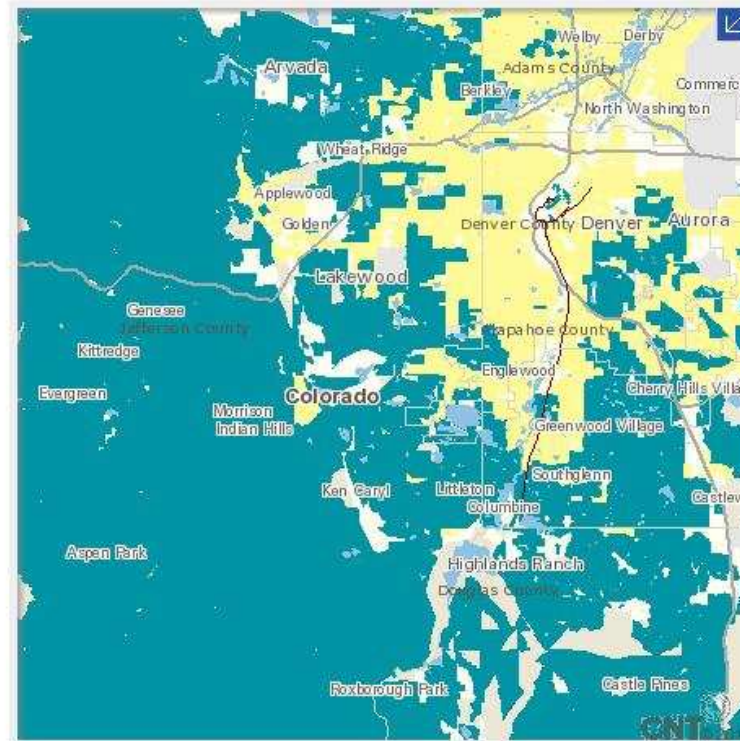 Welby
Derby
Arvada
Adams County
Commerc
Berkley
North Washington
Wheat Ridge
Applewood
Golden
Denver County
Denver
Aurora
Lakewood
Genesee
Jefferson County
rapahoe County
Kittredge
Englewood
Evergreen
Colorado
Cherry Hills Villa
Morrison
Indian Hills
Greenwood Village
Southglenn
Ken Caryl
Littleton
Castlew
Columbine
Aspen Park
Highlands Ranch
Douglas County
Roxborough Park
Castle Pines
CNT